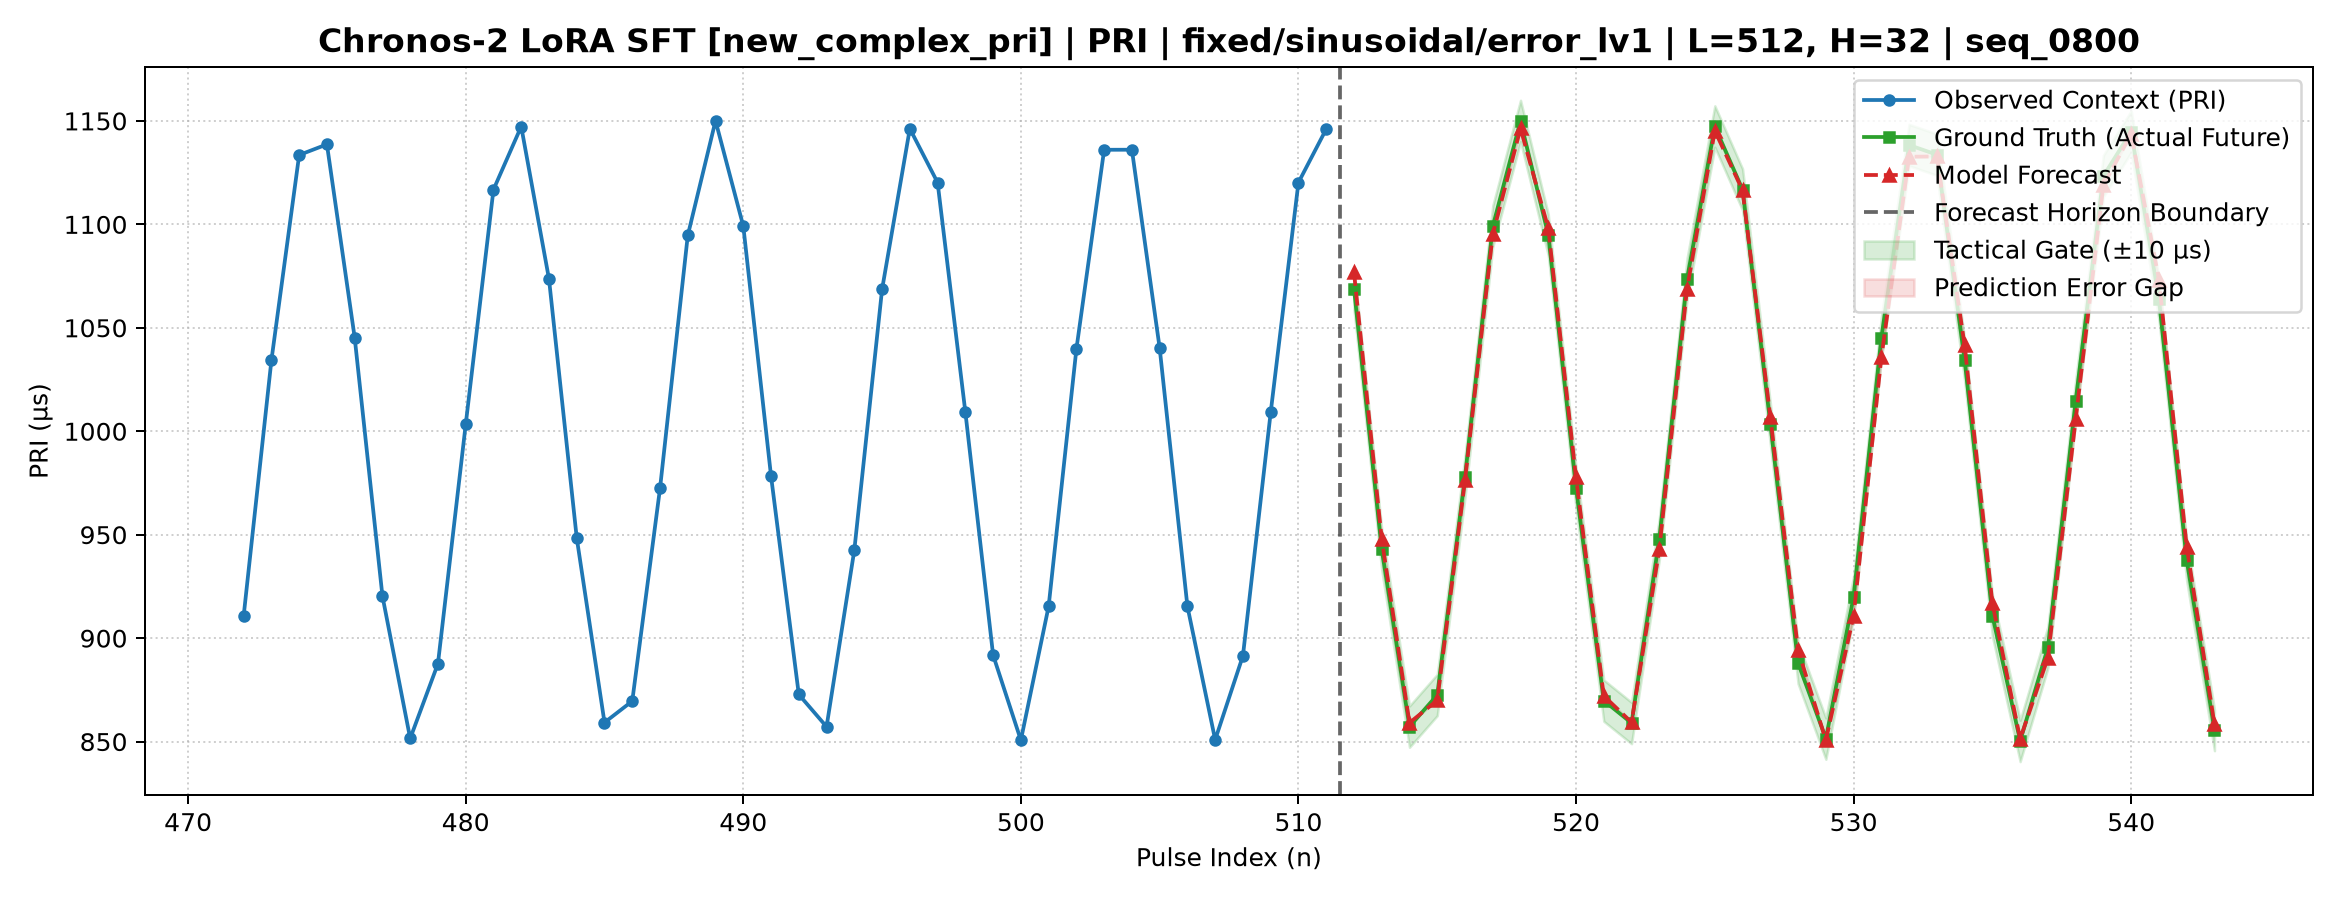 Chronos-2 LoRA SFT [new_complex_pri] | PRI | fixed/sinusoidal/error_lv1 | L=512, H=32 | seq_0800
Observed Context (PRI)
Ground Truth (Actual Future)
Model Forecast
Forecast Horizon Boundary
Tactical Gate (±10 µs)
Prediction Error Gap
PRI (µs)
1150
1100
1050
1000
950
900
850
470 480 490 500 510 520 530 540
Pulse Index (n)